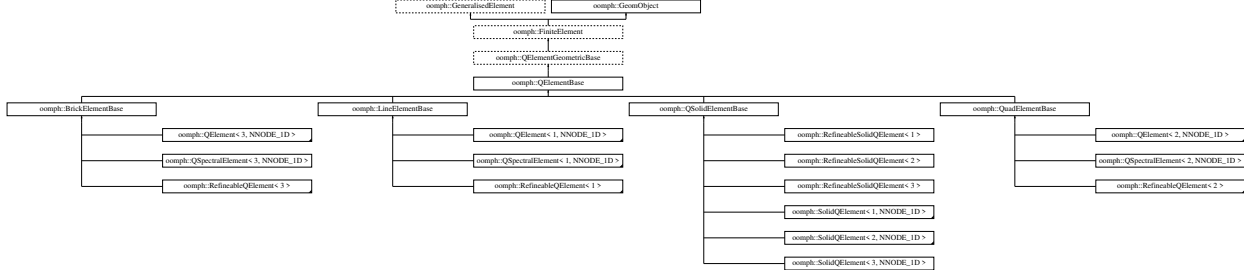 oomph::GeneralisedElement
oomph::GeomObject
oomph::FiniteElement
oomph::QElementGeometricBase
oomph::QElementBase
oomph::BrickElementBase
oomph::LineElementBase
oomph::QSolidElementBase
oomph::QuadElementBase
oomph::QElement< 3, NNODE_1D >
oomph::QElement< 1, NNODE_1D >
oomph::RefineableSolidQElement< 1 >
oomph::QElement< 2, NNODE_1D >
oomph::QSpectralElement< 3, NNODE_1D >
oomph::QSpectralElement< 1, NNODE_1D >
oomph::RefineableSolidQElement< 2 >
oomph::QSpectralElement< 2, NNODE_1D >
oomph::RefineableQElement< 3 >
oomph::RefineableQElement< 1 >
oomph::RefineableSolidQElement< 3 >
oomph::RefineableQElement< 2 >
oomph::SolidQElement< 1, NNODE_1D >
oomph::SolidQElement< 2, NNODE_1D >
oomph::SolidQElement< 3, NNODE_1D >